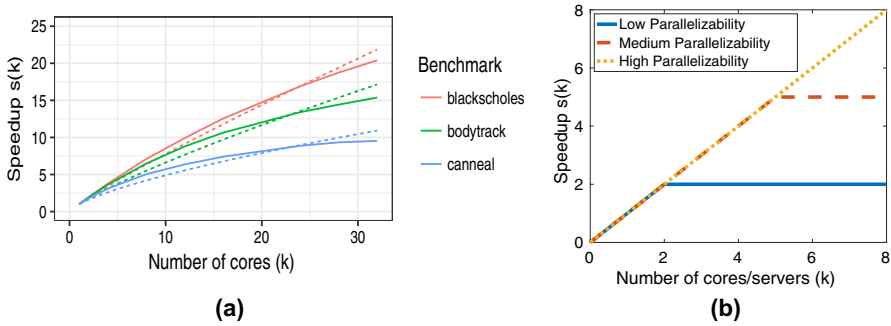 25
20
15
10
5
0
Speedup s(k)
0
10
20
30
Number of cores (k)
Benchmark
blackscholes
bodytrack
canneal
(a)
8
6
4
2
0
Speedup s(k)
Low Parallelizability
Medium Parallelizability
High Parallelizability
0
2
4
6
8
Number of cores/servers (k)
(b)